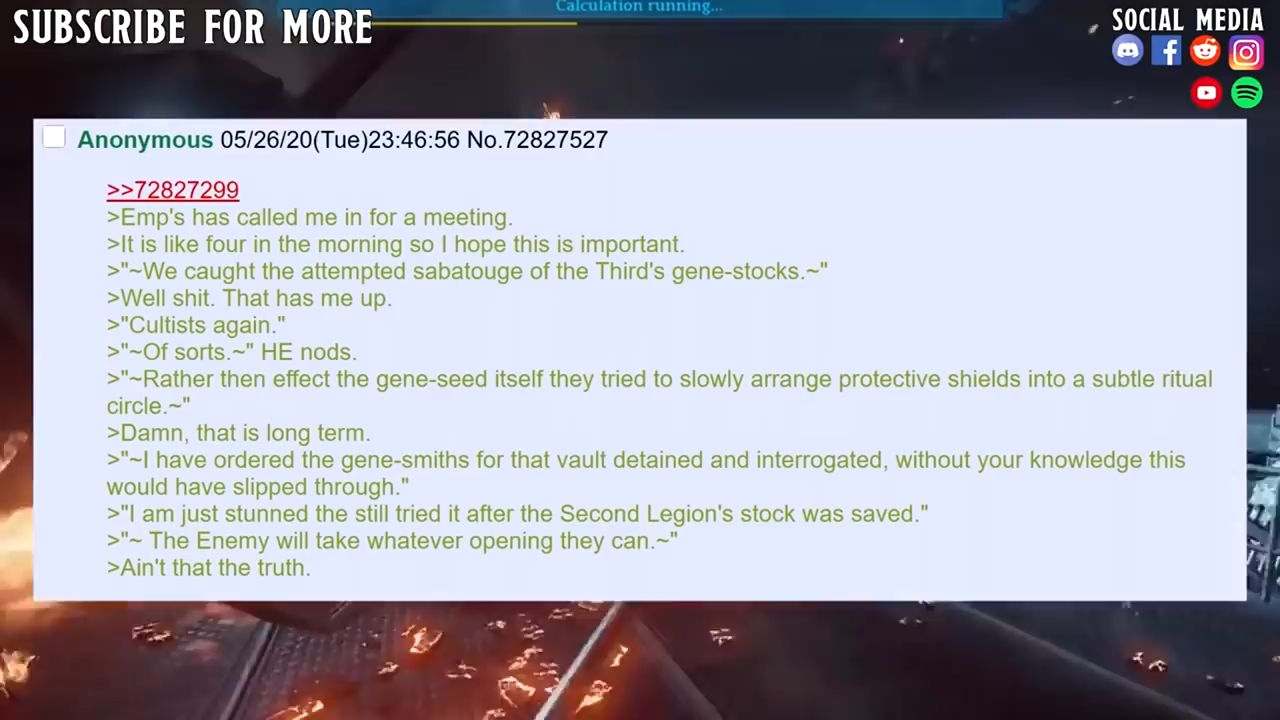 Calculation running...
SUBSCRIBE FOR MORE
SOCIAL MEDIA
Anonymous 05/26/20(Tue)23:46:56 No.72827527
>>72827299
>Emp's has called me in for a meeting.
>It is like four in the morning so I hope this is important.
>"~We caught the attempted sabatouge of the Third's gene-stocks.~"
>Well shit. That has me up.
>"Cultists again."
>"~Of sorts.~" HE nods.
>"~Rather then effect the gene-seed itself they tried to slowly arrange protective shields into a subtle ritual
circle.~"
>Damn, that is long term.
>"~I have ordered the gene-smiths for that vault detained and interrogated, without your knowledge this
would have slipped through."
>"I am just stunned the still tried it after the Second Legion's stock was saved."
>"~ The Enemy will take whatever opening they can.~"
>Ain't that the truth.